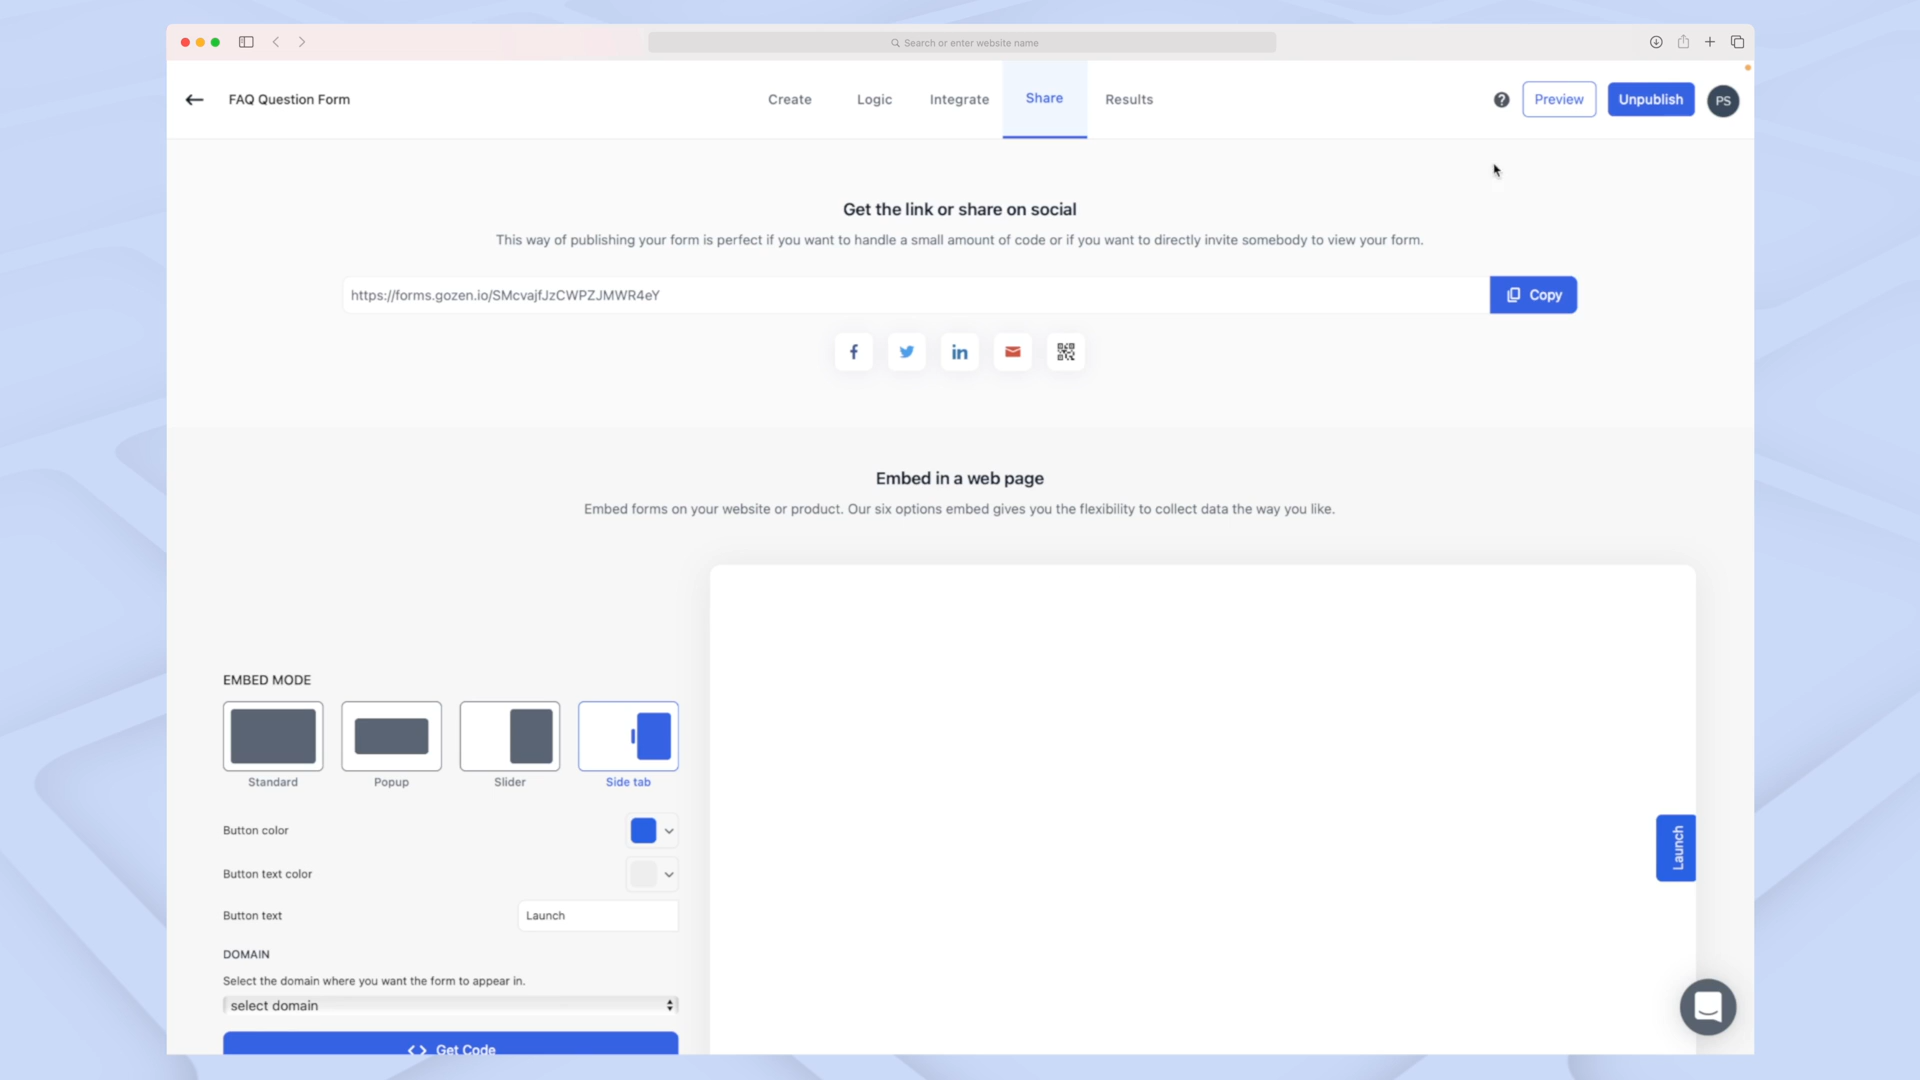 Search or enter website name
FAQ Question Form
Create
Logic
Integrate
Share
Results
?
Preview
Unpublish
PS
Get the link or share on social
This way of publishing your form is perfect if you want to handle a small amount of code or if you want to directly invite somebody to view your form.
https://forms.gozen.io/SMcvajfJzCWPZJMWR4eY
Copy
f
in
Embed in a web page
Embed forms on your website or product. Our six options embed gives you the flexibility to collect data the way you like.
EMBED MODE
Standard
Popup
Slider
Side tab
Button color
Button text color
Button text
Launch
DOMAIN
Select the domain where you want the form to appear in.
select domain
<> Get Code
Launch